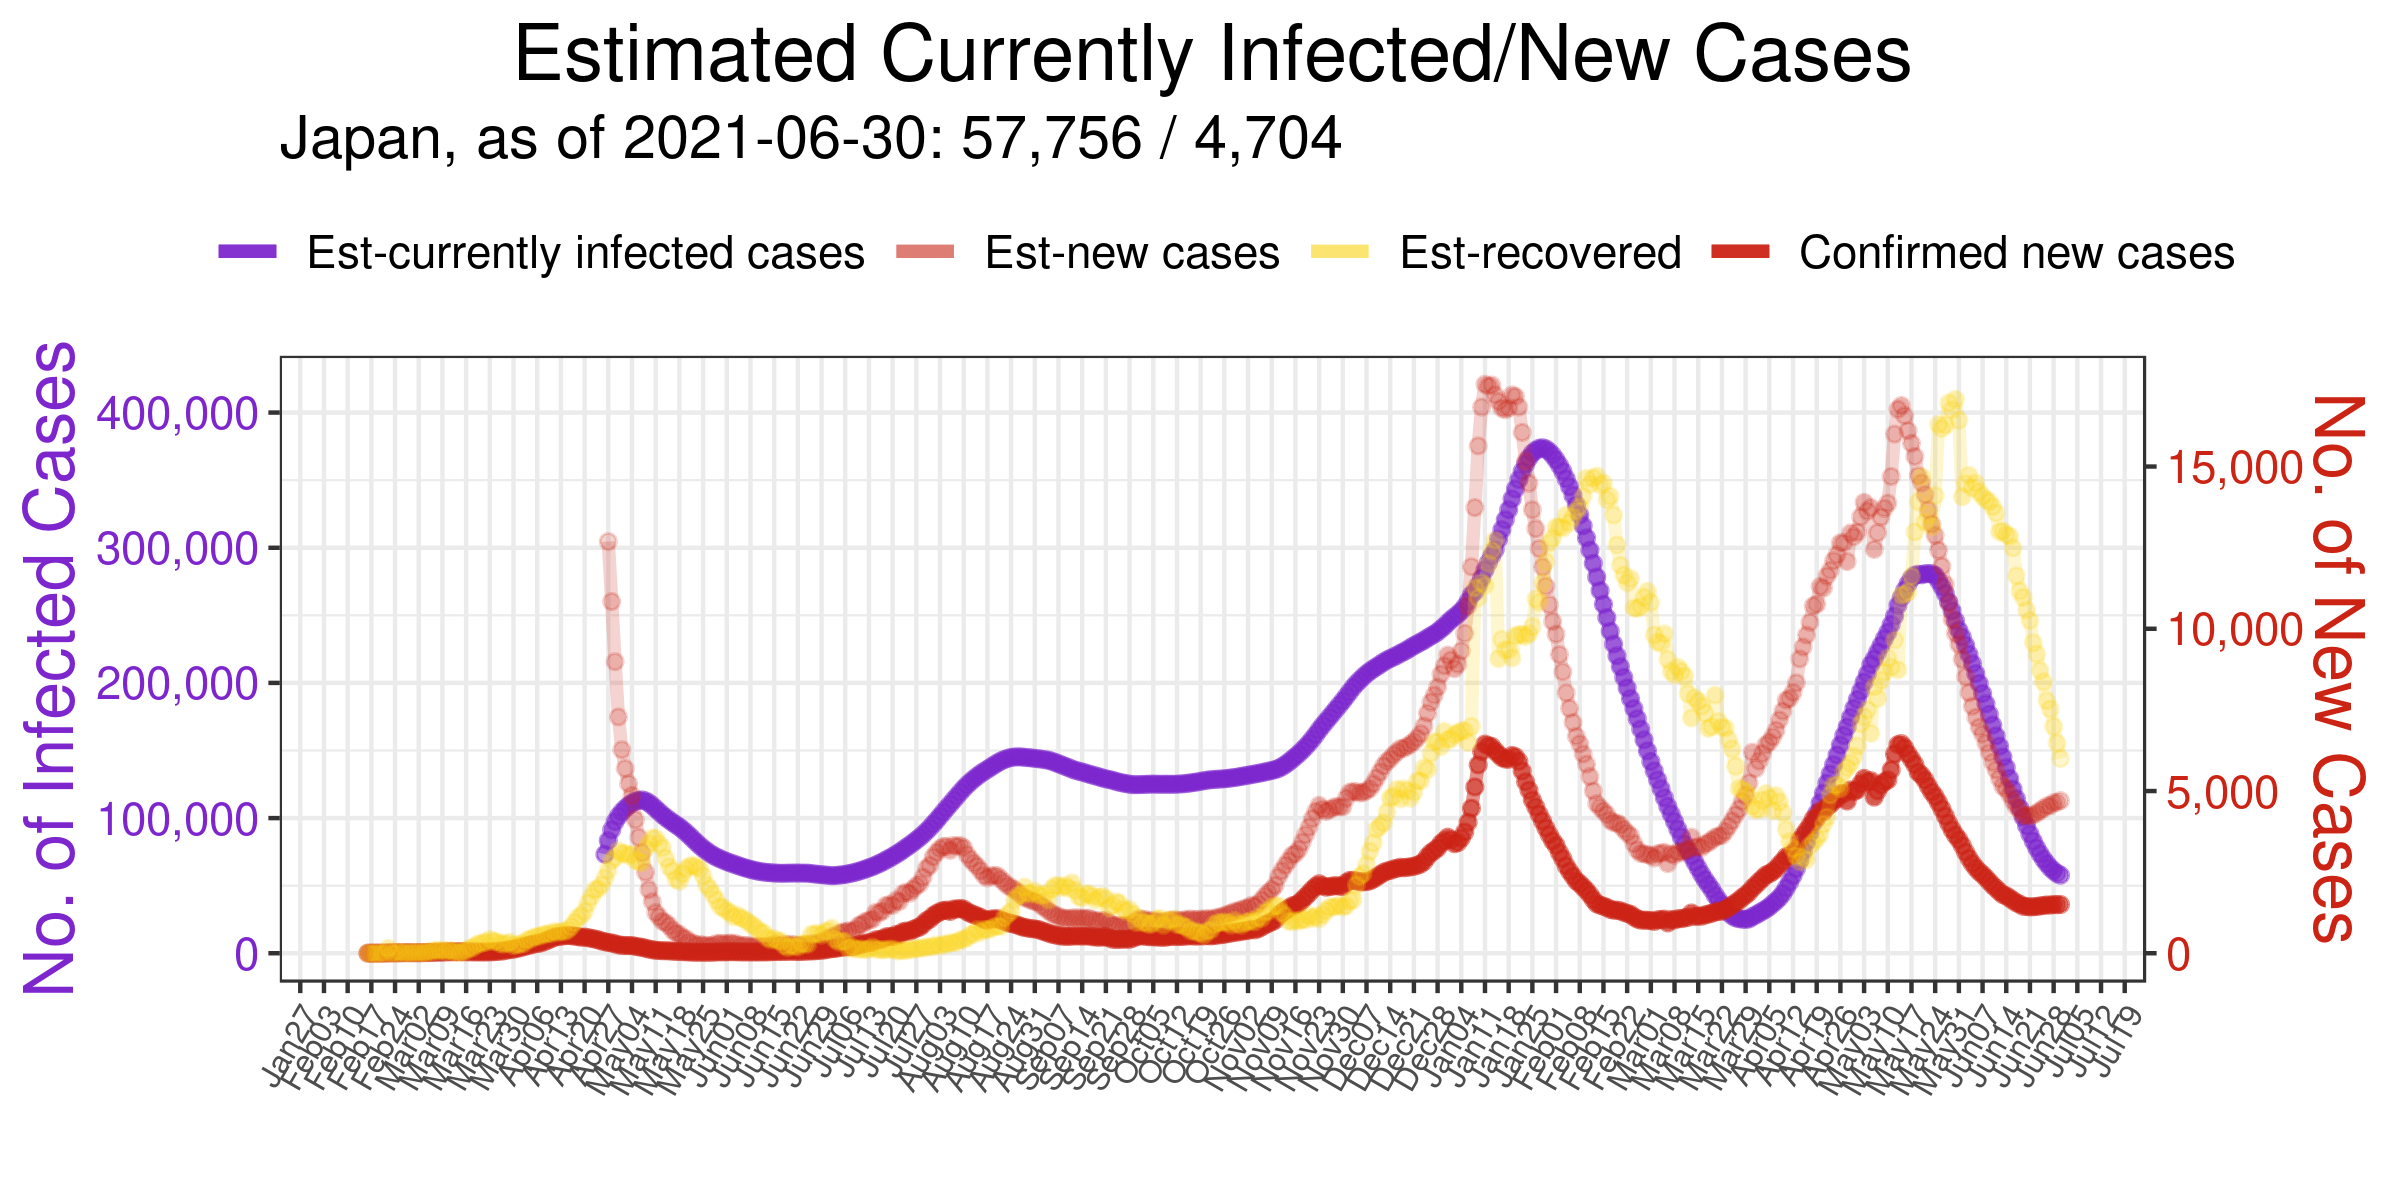 Estimated Currently Infected/New Cases
Japan, as of 2021-06-30: 57,756 / 4,704
Est-currently infected cases
Est-new cases
Est-recovered
Confirmed new cases
No. of Infected Cases
400,000
300,000
200,000
100,000
0
15,000
10,000
5,000
0
No. of New Cases
Jan27
Feb03
Feb10
Feb17
Feb24
Mar02
Mar09
Mar16
Mar23
Mar30
Apr06
Apr13
Apr20
Apr27
May04
May11
May18
May25
Jun01
Jun08
Jun15
Jun22
Jun29
Jul06
Jul13
Jul20
Jul27
Aug03
Aug10
Aug17
Aug24
Aug31
Sep07
Sep14
Sep21
Sep28
Oct05
Oct12
Oct19
Oct26
Nov02
Nov09
Nov16
Nov23
Nov30
Dec07
Dec14
Dec21
Dec28
Jan04
Jan11
Jan18
Jan25
Feb01
Feb08
Feb15
Feb22
Mar01
Mar08
Mar15
Mar22
Mar29
Apr05
Apr12
Apr19
Apr26
May03
May10
May17
May24
May31
Jun07
Jun14
Jun21
Jun28
Jul05
Jul12
Jul19